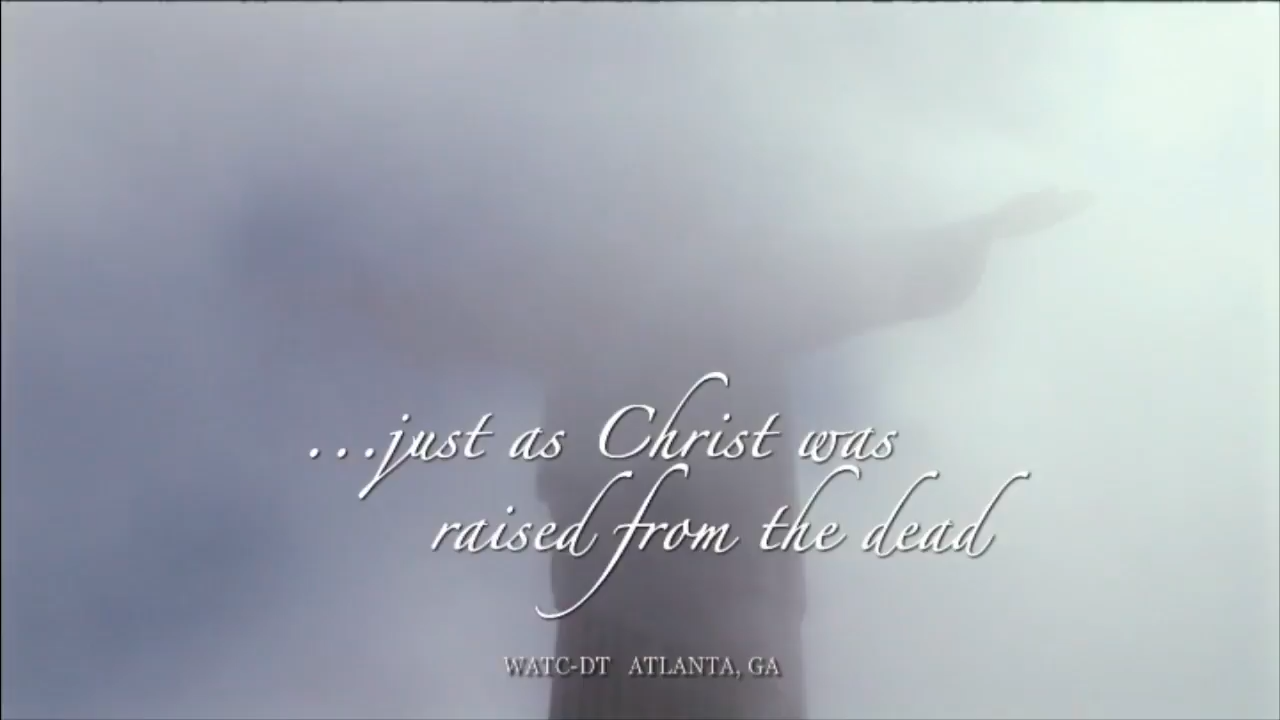 ...just as Christ was
raised from the dead
WATC-DT ATLANTA, GA